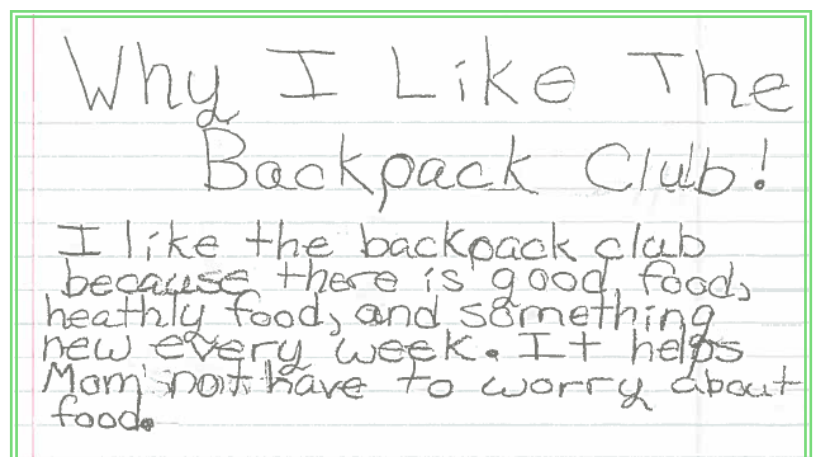 Why I Like The
Backpack Club!
I like the backpack club
because there is good food,
heathly food, and something
new every week. It helps
Mom not have to worry about
food.